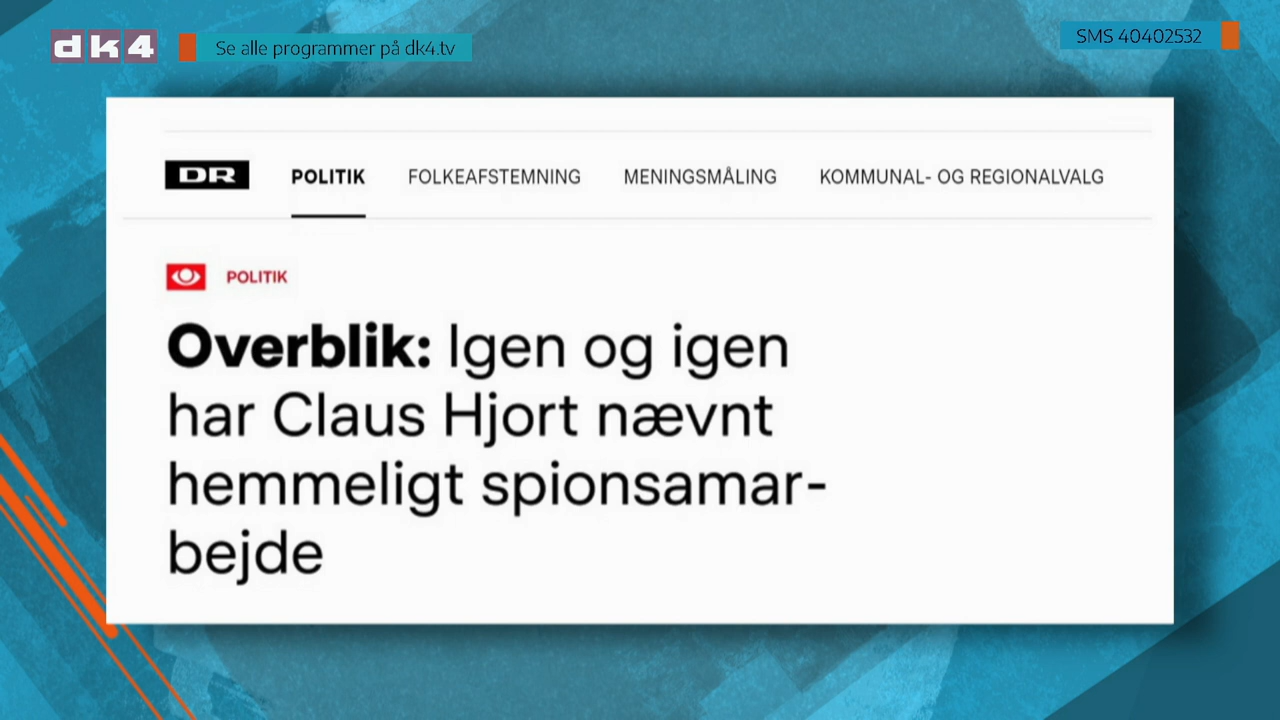 dk4
Se alle programmer på dk4.tv
SMS 40402532
DR POLITIK FOLKEAFSTEMNING MENINGSMÅLING KOMMUNAL- OG REGIONALVALG
POLITIK
Overblik: Igen og igen
har Claus Hjort nævnt
hemmeligt spionsamar-
bejde